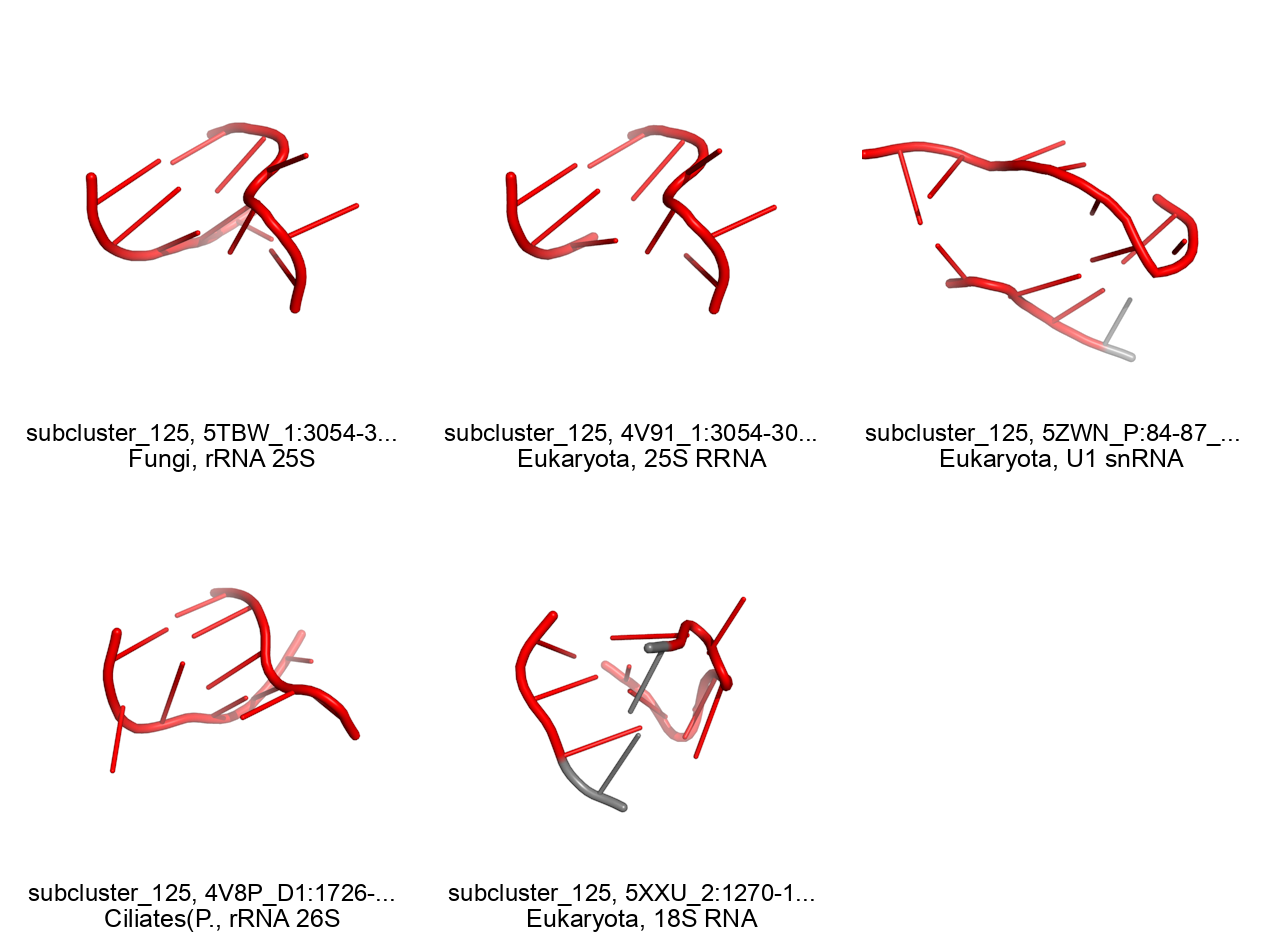 subcluster_125, 5TBW_1:3054-3...
Fungi, rRNA 25S
subcluster_125, 4V91_1:3054-30...
Eukaryota, 25S RRNA
subcluster_125, 5ZWN_P:84-87_...
Eukaryota, U1 snRNA
subcluster_125, 4V8P_D1:1726-...
Ciliates(P., rRNA 26S
subcluster_125, 5XXU_2:1270-1...
Eukaryota, 18S RNA